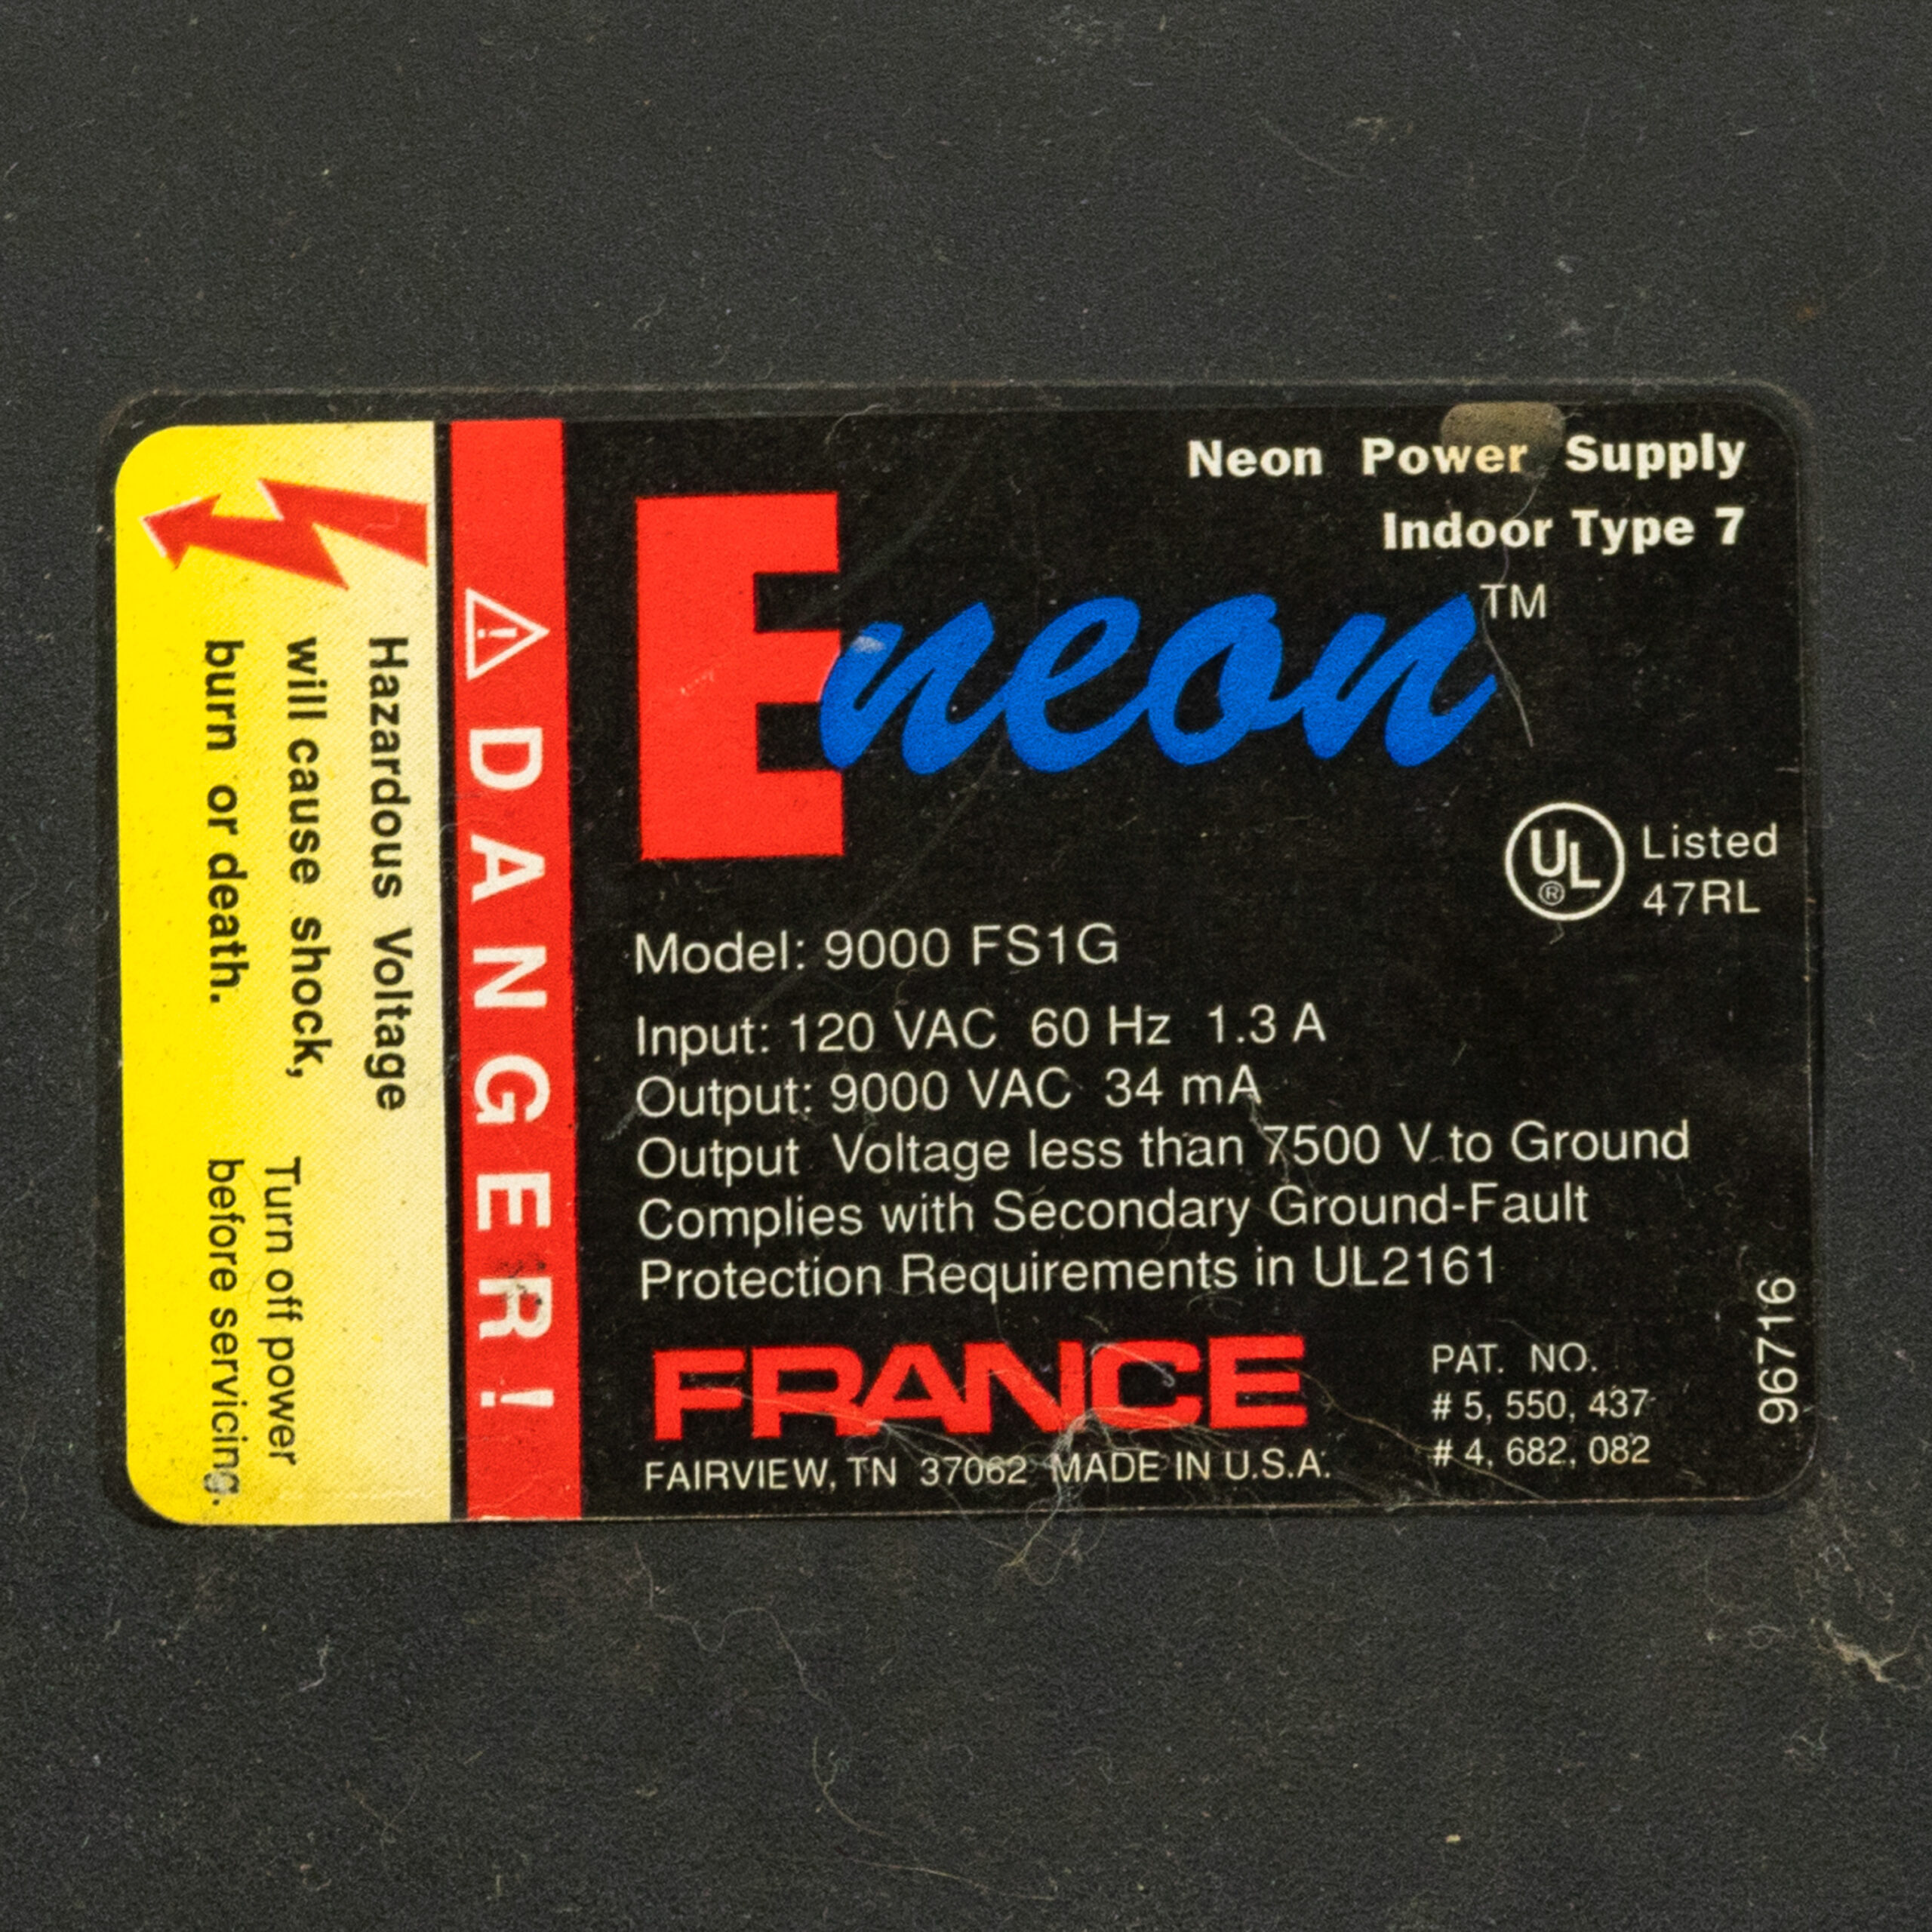 Hazardous Voltage
will cause shock,
burn or death.
Turn off power
before servicing.
DANGER!
Neon Power Supply
Indoor Type 7
Eneon™
UL®
Listed
47RL
Model: 9000 FS1G
Input: 120 VAC 60 Hz 1.3 A
Output: 9000 VAC 34 mA
Output Voltage less than 7500 V to Ground
Complies with Secondary Ground-Fault
Protection Requirements in UL2161
FRANCE
FAIRVIEW, TN 37062 MADE IN U.S.A.
PAT. NO.
# 5, 550, 437
# 4, 682, 082
96716